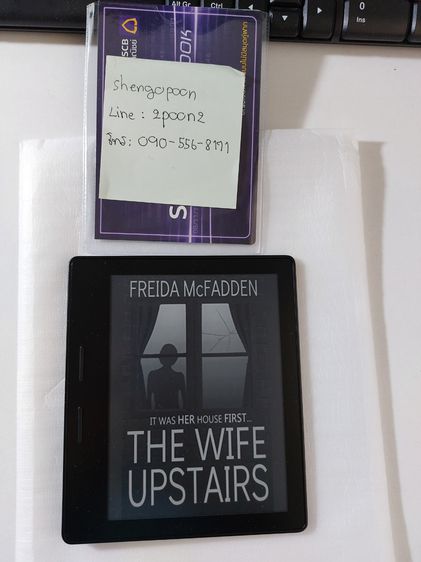 Alt Gr
Ctrl
0
Ins
SCB
shengopoon
Line : 2poon2
โทร: 090-556-8171
FREIDA McFADDEN
IT WAS HER HOUSE FIRST...
THE WIFE
UPSTAIRS